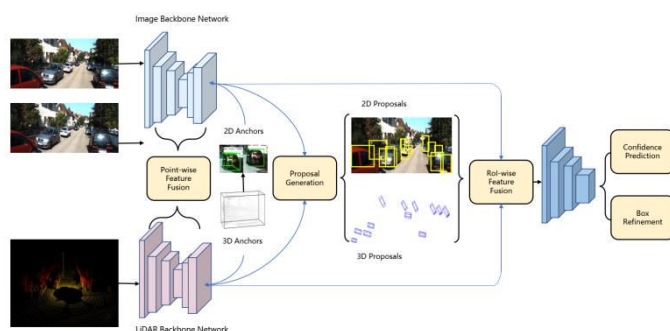 Image Backbone Network
2D Proposals
2D Anchors
Confidence
Prediction
Point-wise
Feature
Fusion
Proposal
Generation
RoI-wise
Feature
Fusion
Box
Refinement
3D Anchors
3D Proposals
LiDAR Backbone Network